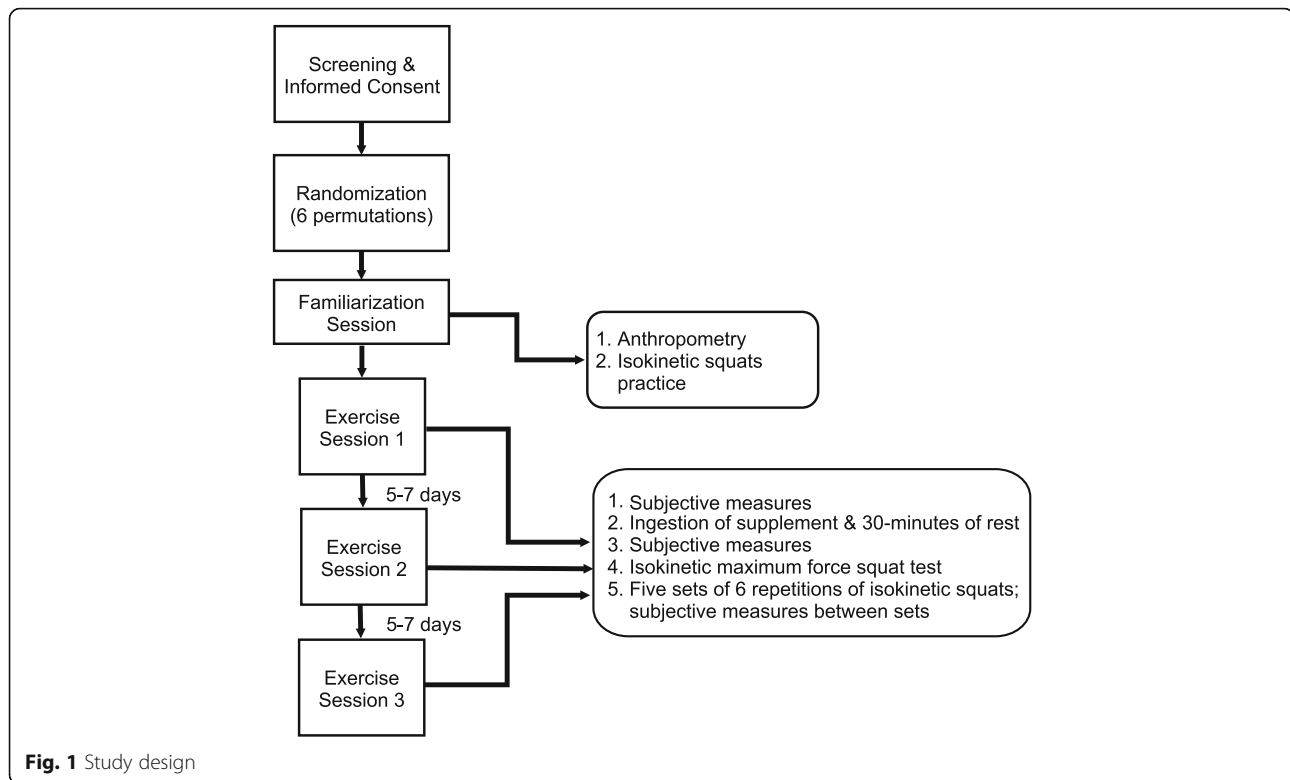 Screening &
Informed Consent
Randomization
(6 permutations)
Familiarization
Session
1. Anthropometry
2. Isokinetic squats
practice
Exercise
Session 1
5-7 days
Exercise
Session 2
5-7 days
Exercise
Session 3
1. Subjective measures
2. Ingestion of supplement & 30-minutes of rest
3. Subjective measures
4. Isokinetic maximum force squat test
5. Five sets of 6 repetitions of isokinetic squats;
subjective measures between sets
Fig. 1 Study design